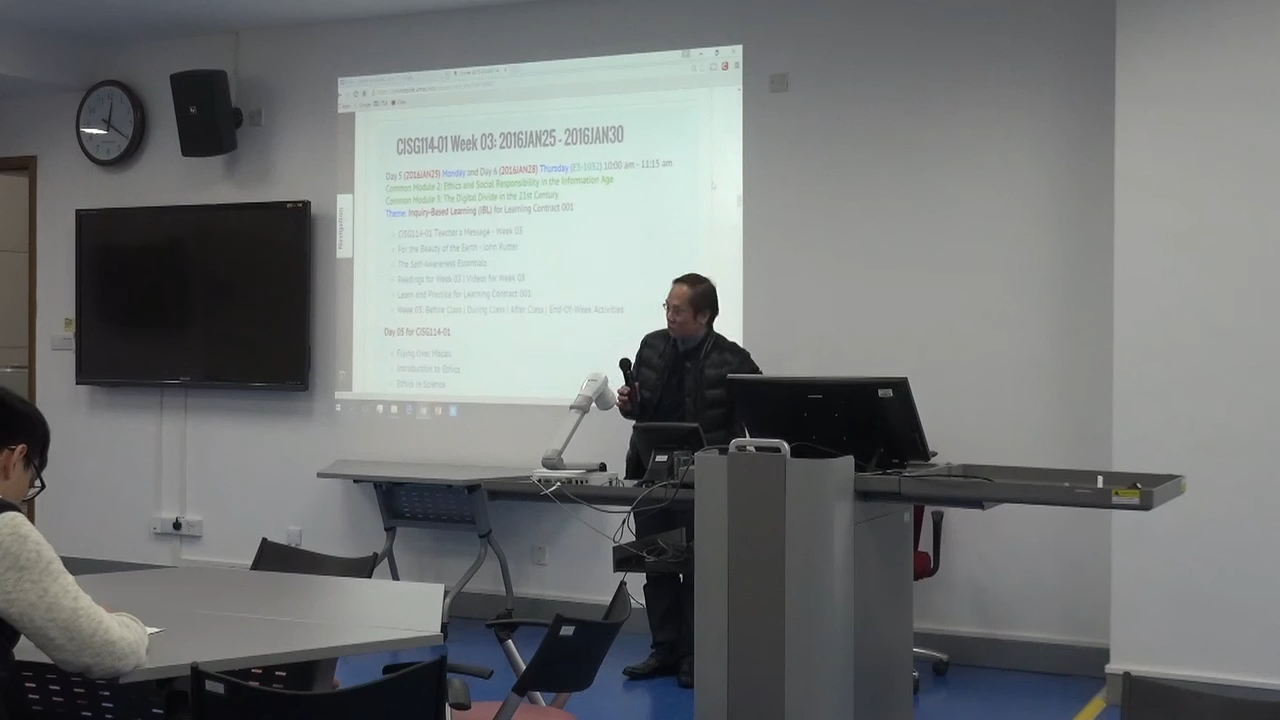 CISG114-01 Week 03: 2016JAN25 - 2016JAN30
Day 5 (2016JAN25) Monday and Day 6 (2016JAN28) Thursday (E3-1032) 10:00 am - 11:15 am
Common Module 2: Ethics and Social Responsibility in the Information Age
Common Module 3: The Digital Divide in the 21st Century
Theme: Inquiry-Based Learning (IBL) for Learning Contract 001
Navigation
CISG114-01 Teacher's Message - Week 03
For the Beauty of the Earth - John Rutter
The Self-Awareness Essentials
Readings for Week 03 | Videos for Week 03
Learn and Practice for Learning Contract 001
Week 03: Before Class | During Class | After Class | End-Of-Week Activities
Day 05 for CISG114-01
Flying Over Macau
Introduction to Ethics
Ethics in Science